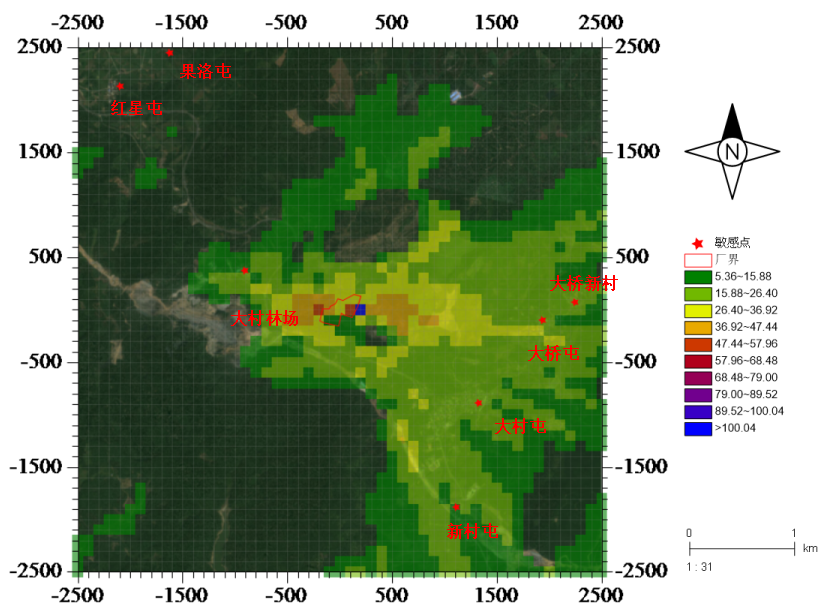 -2500 -1500 -500 500 1500 2500
2500 2500
果洛屯
红星屯
N
1500 1500
敏感点
厂界
500 500
5.36~15.88
大桥新村
15.88~26.40
26.40~36.92
大村林场
36.92~47.44
47.44~57.96
大桥屯
57.96~68.48
-500 -500
68.48~79.00
79.00~89.52
89.52~100.04
大村屯
>100.04
-1500 -1500
新村屯
0 1
km
1 : 31
-2500 -2500
-2500 -1500 -500 500 1500 2500